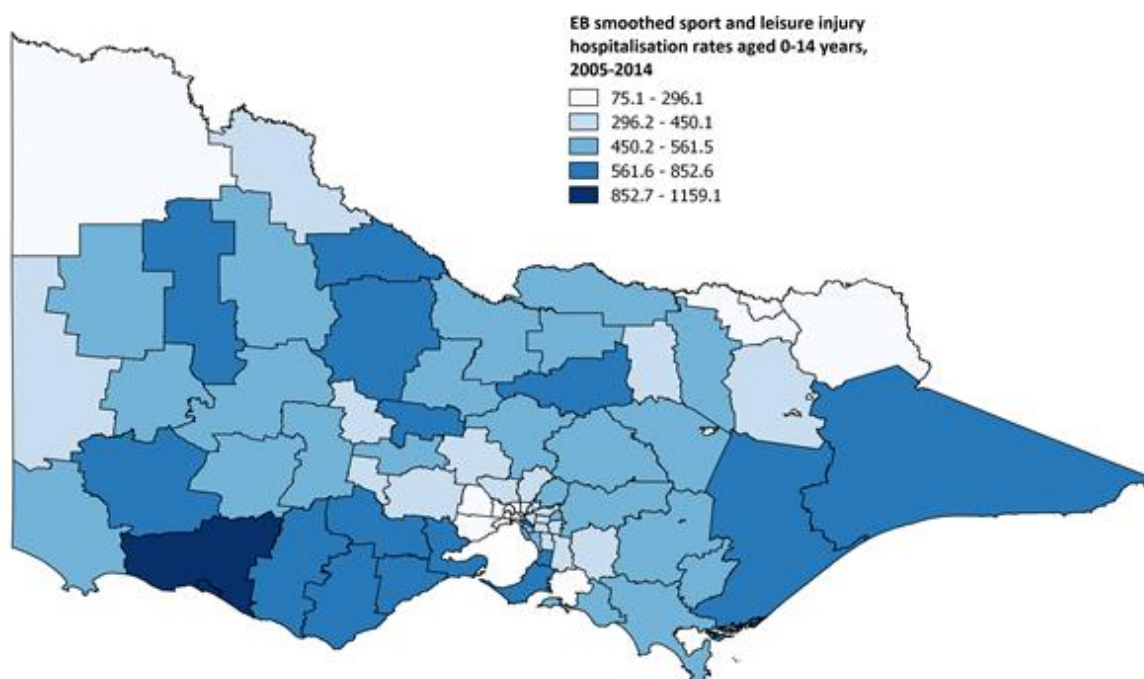 EB smoothed sport and leisure injury
hospitalisation rates aged 0-14 years,
2005-2014
75.1 - 296.1
296.2 - 450.1
450.2 - 561.5
561.6 - 852.6
852.7 - 1159.1